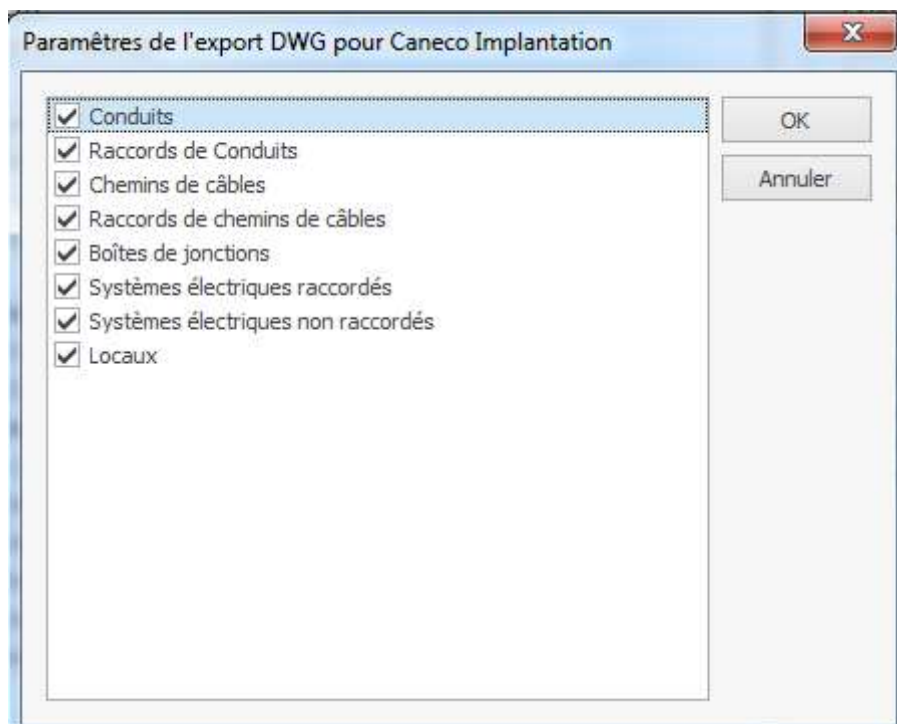 Paramètres de l'export DWG pour Caneco Implantation
Conduits
OK
Raccords de Conduits
Chemins de câbles
Annuler
Raccords de chemins de câbles
Boîtes de jonctions
Systèmes électriques raccordés
Systèmes électriques non raccordés
Locaux